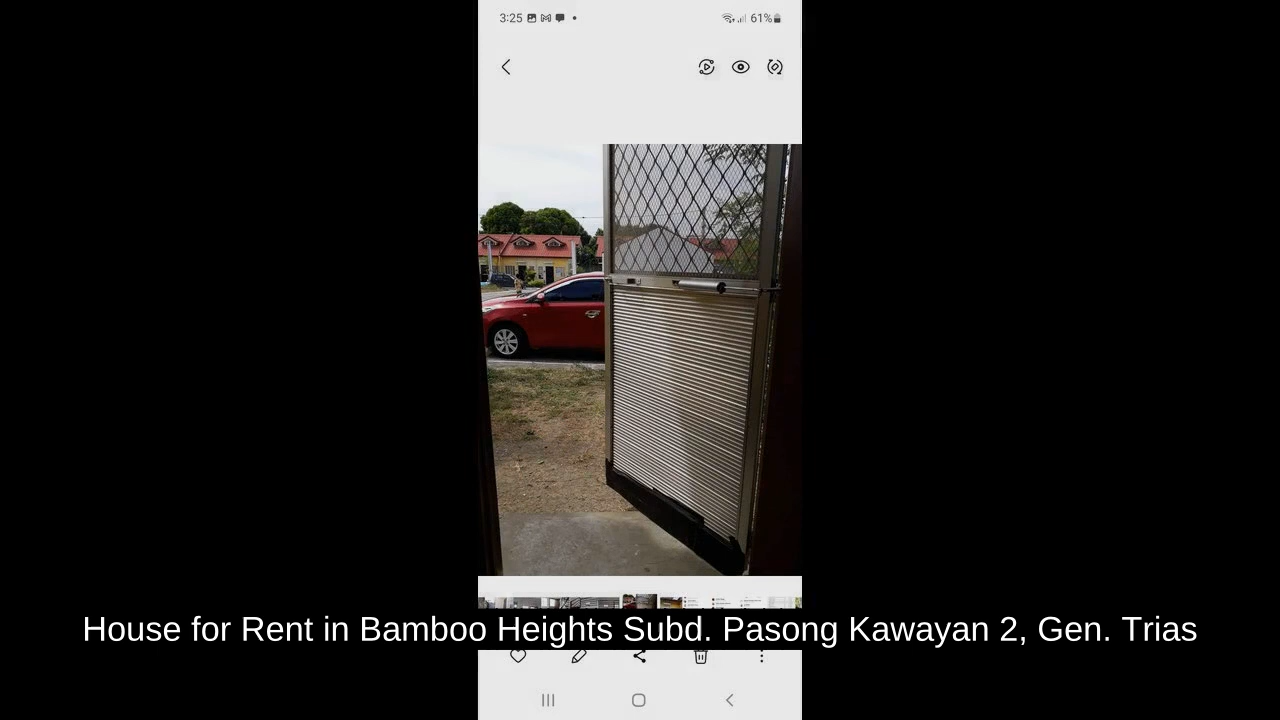 3:25
61%
House for Rent in Bamboo Heights Subd. Pasong Kawayan 2, Gen. Trias